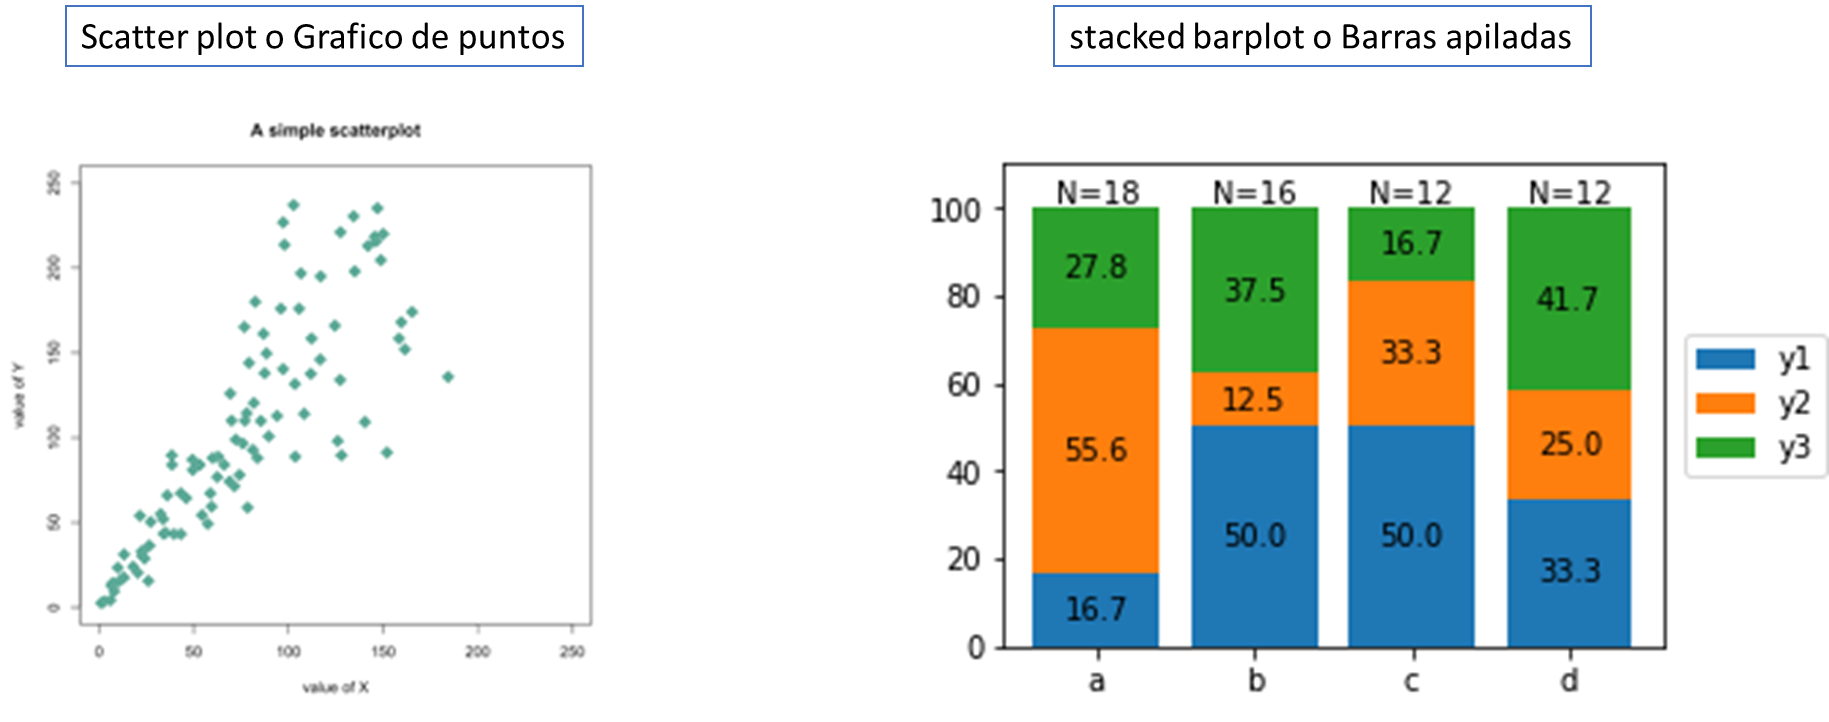 Scatter plot o Grafico de puntos
stacked barplot o Barras apiladas
A simple scatterplot
250
200
150
100
50
0
value of Y
0 50 100 150 200 250
value of X
N=18 N=16 N=12 N=12
100
80
60
40
20
0
27.8 37.5 16.7 41.7
55.6 12.5 33.3 25.0
16.7 50.0 50.0 33.3
a b c d
y1
y2
y3